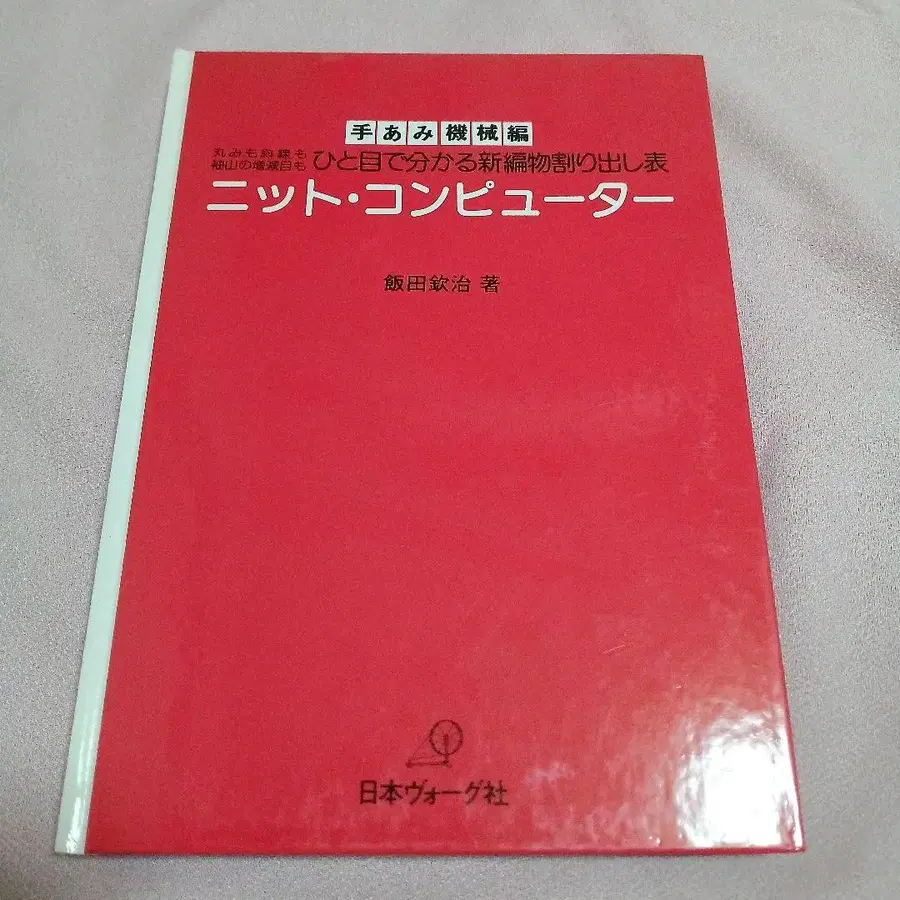 手あみ機械編
丸みも斜線も
袖山の増減目も
ひと目で分かる新編物割り出し表
ニット・コンピューター
飯田欽治 著
日本ヴォーグ社